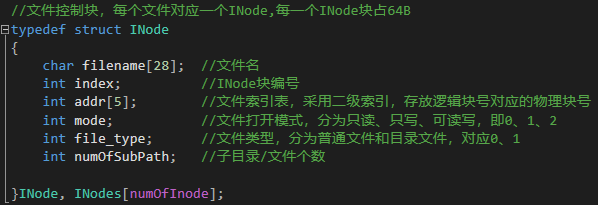 //文件控制块，每个文件对应一个INode,每一个INode块占64B
typedef struct INode
{
char filename[28]; //文件名
int index; //INode块编号
int addr[5]; //文件索引表，采用二级索引，存放逻辑块号对应的物理块号
int mode; //文件打开模式，分为只读、只写、可读写，即0、1、2
int file_type; //文件类型，分为普通文件和目录文件，对应0、1
int numOfSubPath; //子目录/文件个数
}INode, INodes[numOfInode];